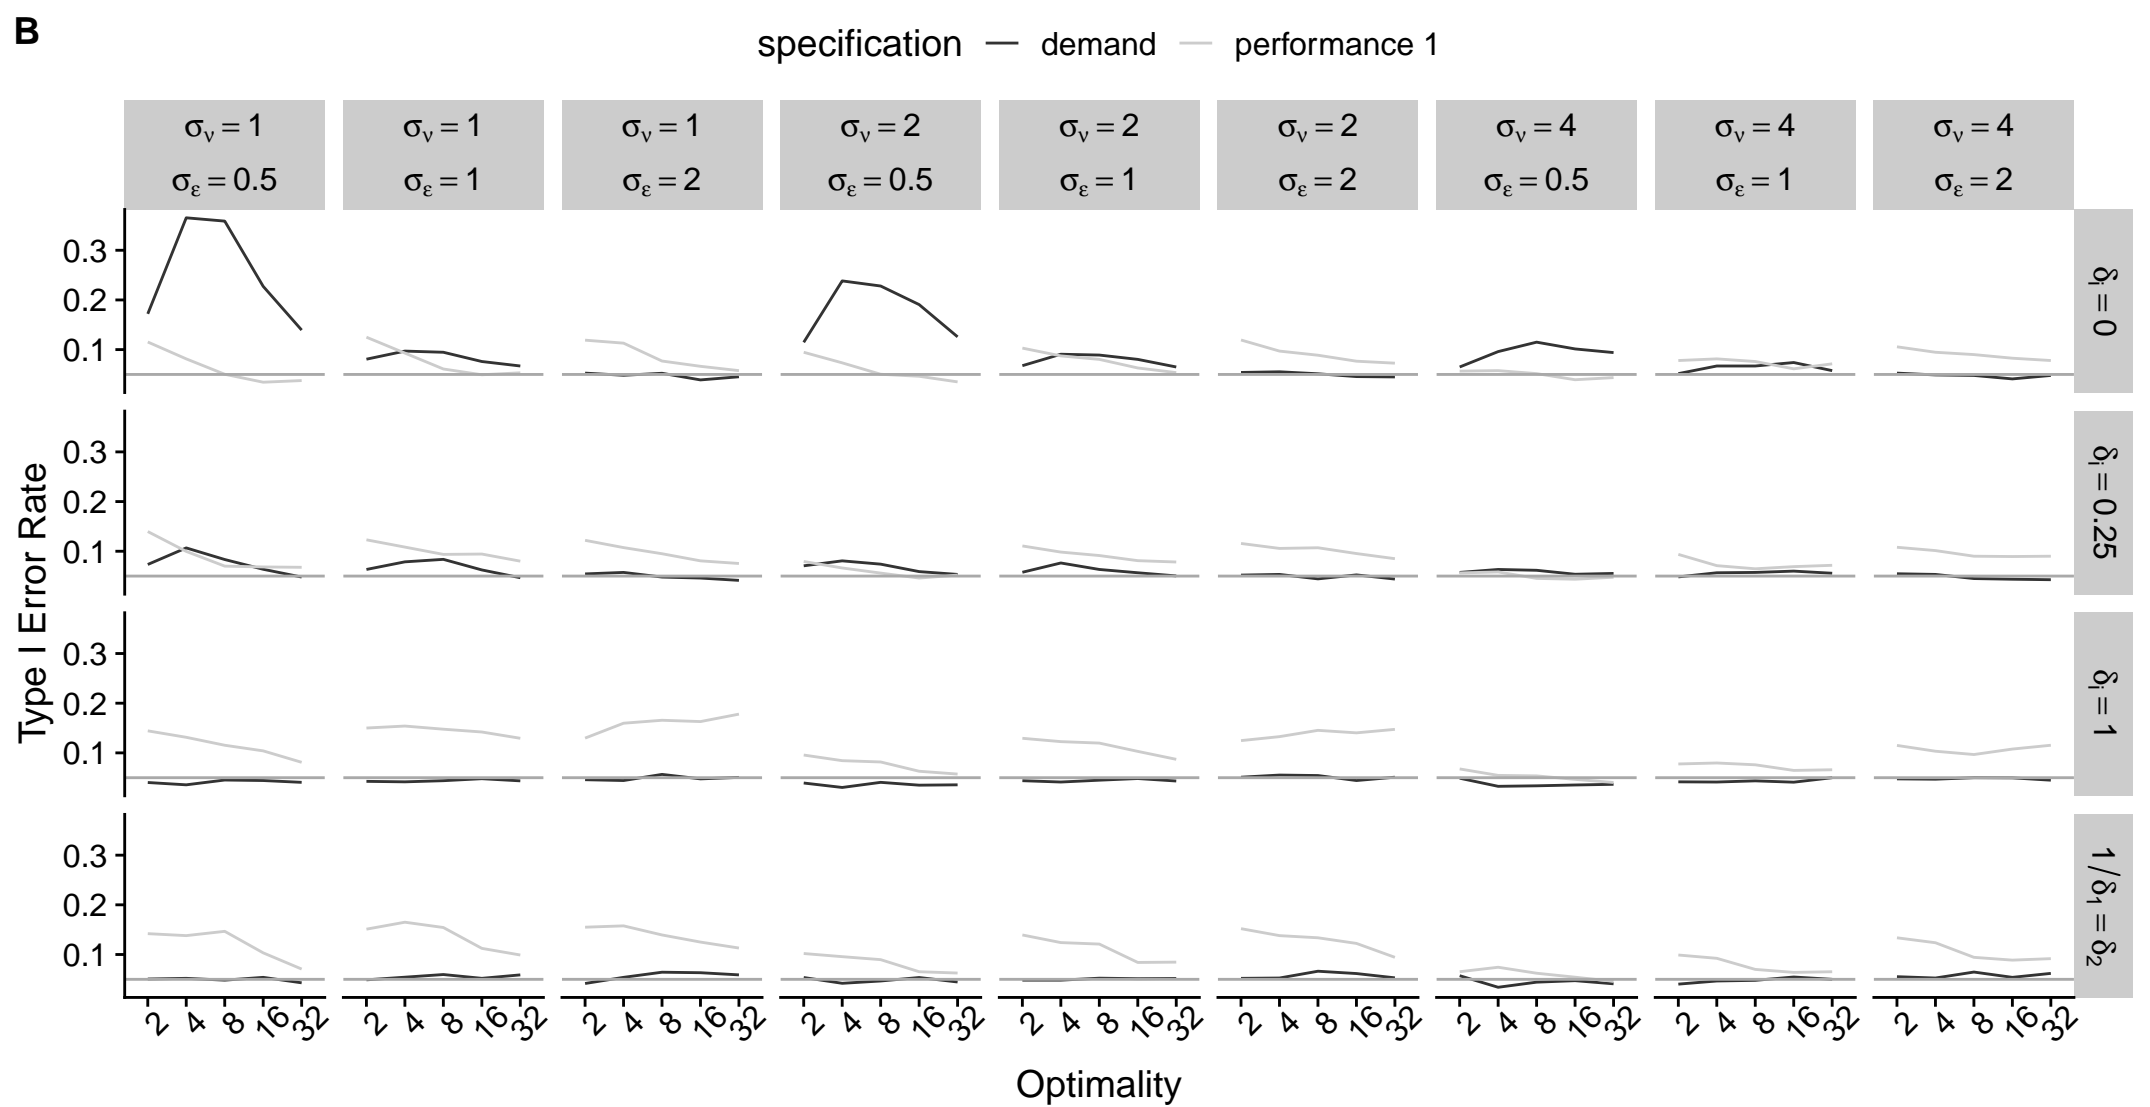 B
specification demand performance 1
σν = 1 σν = 1 σν = 1 σν = 2 σν = 2 σν = 2 σν = 4 σν = 4 σν = 4
σε = 0.5 σε = 1 σε = 2 σε = 0.5 σε = 1 σε = 2 σε = 0.5 σε = 1 σε = 2
Type I Error Rate
0.3
0.2
0.1
δi = 0
0.3
0.2
0.1
δi = 0.25
0.3
0.2
0.1
δi = 1
0.3
0.2
0.1
1/δ1 = δ2
2 4 8 16 32 2 4 8 16 32 2 4 8 16 32 2 4 8 16 32 2 4 8 16 32 2 4 8 16 32 2 4 8 16 32 2 4 8 16 32 2 4 8 16 32
Optimality